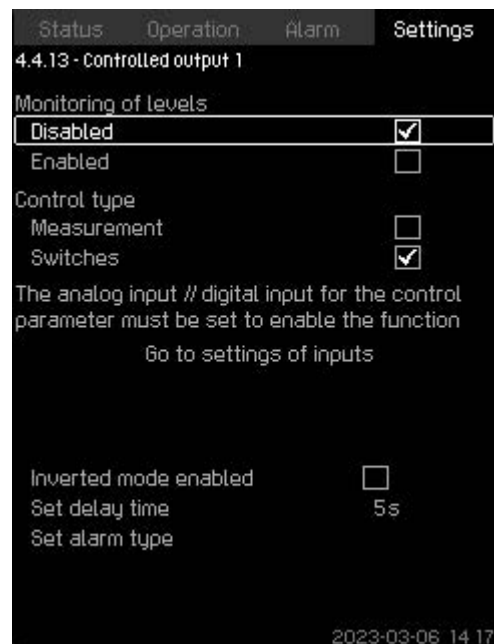 Status Operation Alarm Settings
4.4.13 - Controlled output 1
Monitoring of levels
Disabled
Enabled
Control type
Measurement
Switches
The analog input // digital input for the control
parameter must be set to enable the function
Go to settings of inputs
Inverted mode enabled
Set delay time 5s
Set alarm type
2023-03-06 14 17